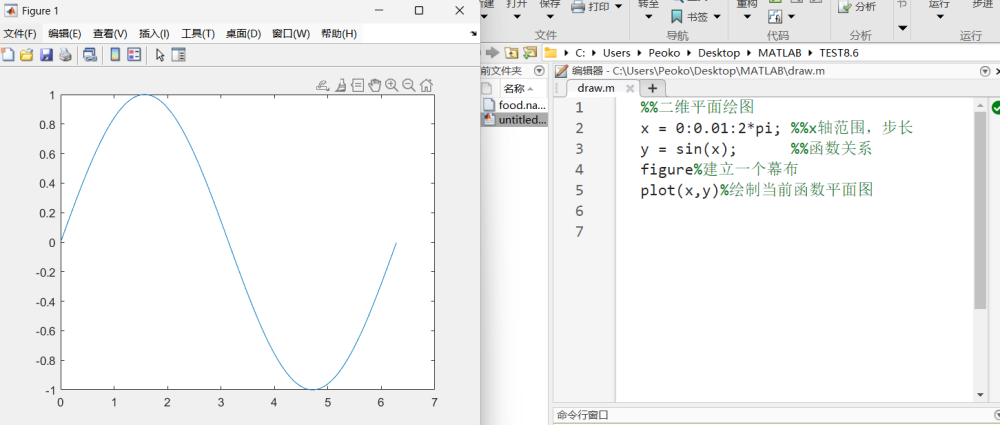 Figure 1
文件(F) 编辑(E) 查看(V) 插入(I) 工具(T) 桌面(D) 窗口(W) 帮助(H)
1
0.8
0.6
0.4
0.2
0
-0.2
-0.4
-0.6
-0.8
-1
0 1 2 3 4 5 6 7
打开 保存 打印 转至 书签 重构 分析 运行 步进
文件 导航 代码 分析 运行
C: Users Peoko Desktop MATLAB TEST8.6
前文件夹
名称
food.na...
untitled...
编辑器 - C:\Users\Peoko\Desktop\MATLAB\draw.m
draw.m
1 %%二维平面绘图
2 x = 0:0.01:2*pi; %%x轴范围，步长
3 y = sin(x); %%函数关系
4 figure%建立一个幕布
5 plot(x,y)%绘制当前函数平面图
6
7
命令行窗口